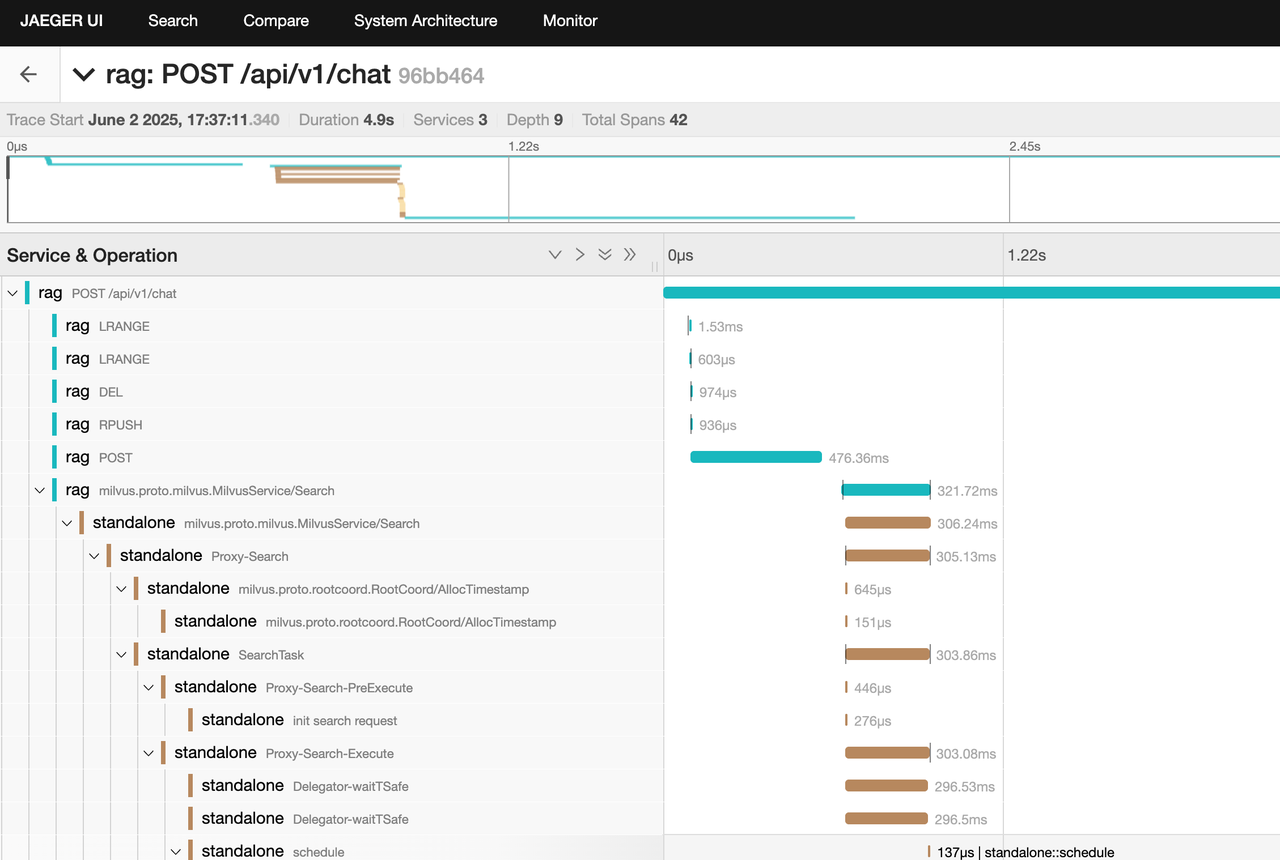 JAEGER UI Search Compare System Architecture Monitor
rag: POST /api/v1/chat 96bb464
Trace Start June 2 2025, 17:37:11.340 Duration 4.9s Services 3 Depth 9 Total Spans 42
0μs 1.22s 2.45s
Service & Operation 0μs 1.22s
rag POST /api/v1/chat
rag LRANGE 1.53ms
rag LRANGE 603μs
rag DEL 974μs
rag RPUSH 936μs
rag POST 476.36ms
rag milvus.proto.milvus.MilvusService/Search 321.72ms
standalone milvus.proto.milvus.MilvusService/Search 306.24ms
standalone Proxy-Search 305.13ms
standalone milvus.proto.rootcoord.RootCoord/AllocTimestamp 645μs
standalone milvus.proto.rootcoord.RootCoord/AllocTimestamp 151μs
standalone SearchTask 303.86ms
standalone Proxy-Search-PreExecute 446μs
standalone init search request 276μs
standalone Proxy-Search-Execute 303.08ms
standalone Delegator-waitTSafe 296.53ms
standalone Delegator-waitTSafe 296.5ms
standalone schedule 137μs | standalone::schedule